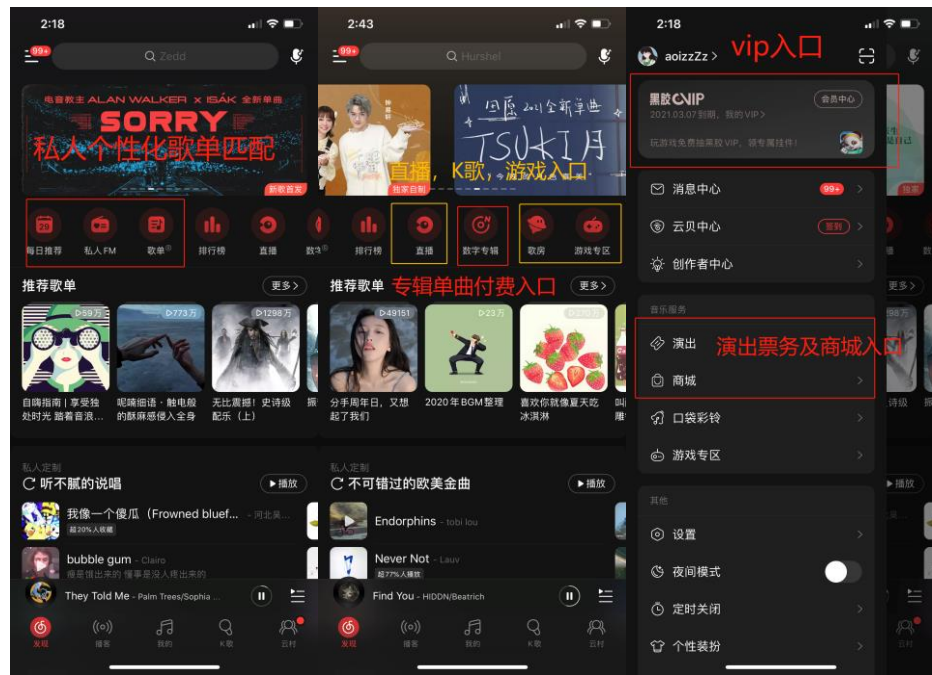 2:18
99+
Zedd
电音教主 ALAN WALKER x ISÁK 全新单曲
SORRY
私人个性化歌单匹配
新歌首发
29
每日推荐
私人FM
歌单
排行榜
直播
推荐歌单
更多>
▷59万
▷773万
▷1298万
自嗨指南 | 享受独处时光 踏着音浪...
呢喃细语·触电般的酥麻感侵入全身
无比震撼！史诗级配乐（上）
私人定制
听不腻的说唱
▶播放
我像一个傻瓜（Frowned bluef...
超20%人收藏
bubble gum - Clairo
They Told Me - Palm Trees/Sophia ...
发现
播客
我的
K歌
云村
2:43
99+
Hurshel
2021全新单曲
TSUKI月
直播，K歌，游戏入口
独家自制
排行榜
直播
数字专辑
歌房
游戏专区
推荐歌单
专辑单曲付费入口
更多>
▷49151
▷23万
分手周年日，又想起了我们
2020年BGM整理
喜欢你就像夏天吃冰淇淋
私人定制
不可错过的欧美金曲
▶播放
Endorphins - tobi lou
Never Not - Lauv
超77%人播放
Find You - HIDDN/Beatrich
发现
播客
我的
K歌
云村
2:18
vip入口
aoizzZz >
黑胶VIP
会员中心
2021.03.07到期，我的VIP>
玩游戏免费抽黑胶VIP，领专属挂件！
消息中心
99+
云贝中心
签到
创作者中心
音乐服务
演出
演出票务及商城入口
商城
口袋彩铃
游戏专区
其他
设置
夜间模式
定时关闭
个性装扮